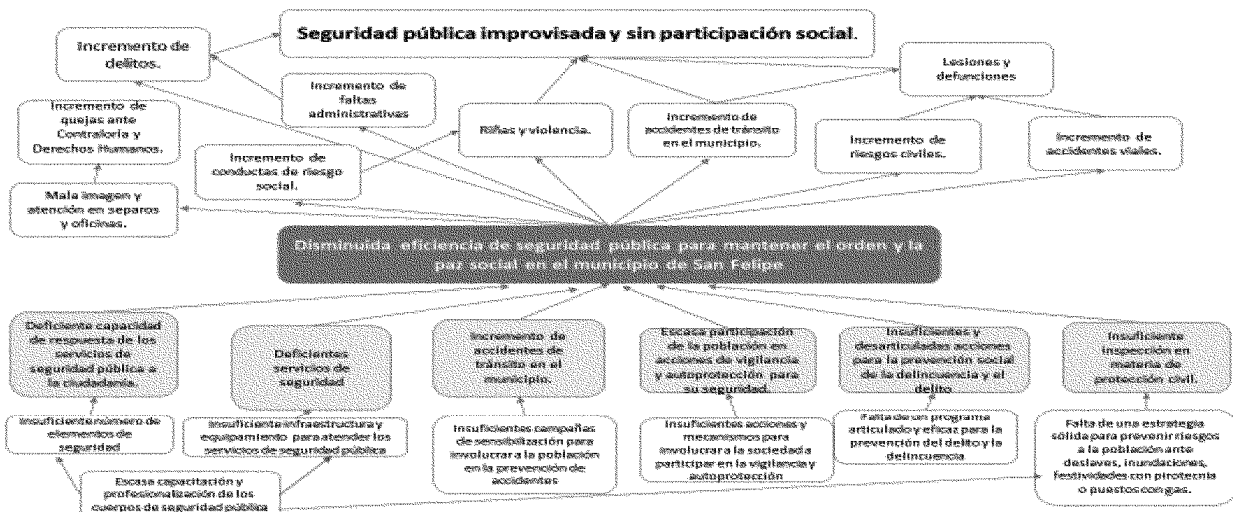 Seguridad pública improvisada y sin participación social.
Incremento de
delitos.
Lesiones y
defunciones
Incremento de
faltas
administrativas
Incremento de
quejas ante
Contraloría y
Derechos Humanos.
Riñas y violencia.
Incremento de
accidentes de tránsito
en el municipio.
Incremento de
riesgos civiles.
Incremento de
accidentes viales.
Incremento de
conductas de riesgo
social.
Mala imagen y
atención en separos
y oficinas.
Disminuida eficiencia de seguridad pública para mantener el orden y la
paz social en el municipio de San Felipe
Deficiente capacidad
de respuesta de los
servicios de
seguridad pública a
la ciudadanía.
Deficientes
servicios de
seguridad
Incremento de
accidentes de
tránsito en el
municipio.
Escasa participación
de la población en
acciones de vigilancia
y autoprotección para
su seguridad.
Insuficientes y
desarticuladas acciones
para la prevención social
de la delincuencia y el
delito
Insuficiente
inspección en
materia de
protección civil.
Insuficiente número de
elementos de
seguridad
Insuficiente infraestructura y
equipamiento para atender los
servicios de seguridad pública
Insuficientes campañas
de sensibilización para
involucrar a la población
en la prevención de
accidentes
Insuficientes acciones y
mecanismos para
involucrar a la sociedad a
participar en la vigilancia y
autoprotección
Falta de un programa
articulado y eficaz para la
prevención del delito y la
delincuencia
Falta de una estrategia
sólida para prevenir riesgos
a la población ante
deslaves, inundaciones,
festividades con pirotecnia
o puestos con gas.
Escasa capacitación y
profesionalización de los
cuerpos de seguridad pública